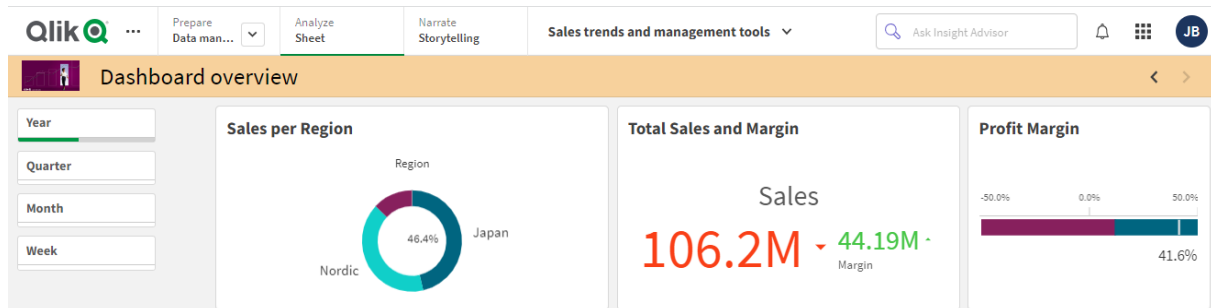 Qlik
Prepare
Data man...
Analyze
Sheet
Narrate
Storytelling
Sales trends and management tools
Ask Insight Advisor
JB
Dashboard overview
Year
Quarter
Month
Week
Sales per Region
Region
46.4%
Japan
Nordic
Total Sales and Margin
Sales
106.2M
44.19M
Margin
Profit Margin
-50.0% 0.0% 50.0%
41.6%